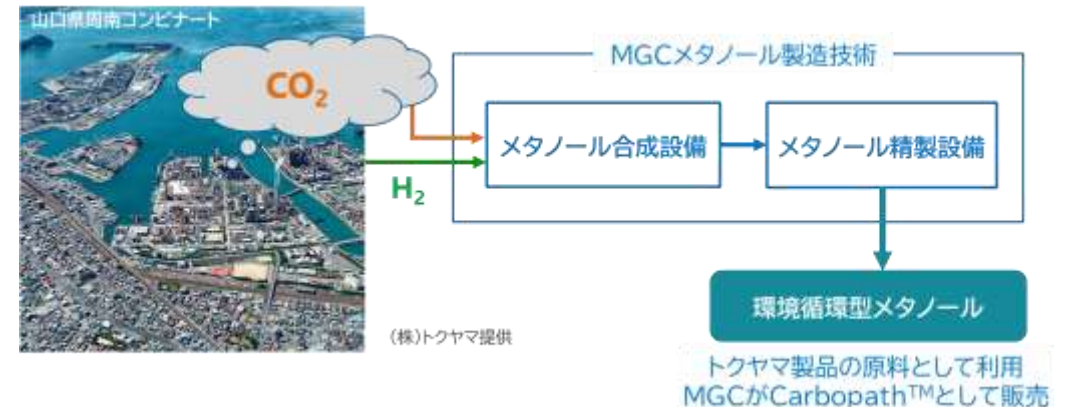 山口県周南コンビナート
CO2
H2
MGCメタノール製造技術
メタノール合成設備
メタノール精製設備
(株)トクヤマ提供
環境循環型メタノール
トクヤマ製品の原料として利用
MGCがCarbopath™として販売